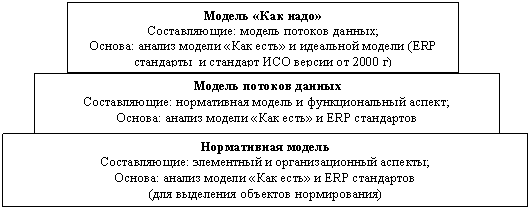 Модель «Как надо»
Составляющие: модель потоков данных;
Основа: анализ модели «Как есть» и идеальной модели (ERP
стандарты и стандарт ИСО версии от 2000 г)
Модель потоков данных
Составляющие: нормативная модель и функциональный аспект;
Основа: анализ модели «Как есть» и ERP стандартов
Нормативная модель
Составляющие: элементный и организационный аспекты;
Основа: анализ модели «Как есть» и ERP стандартов
(для выделения объектов нормирования)